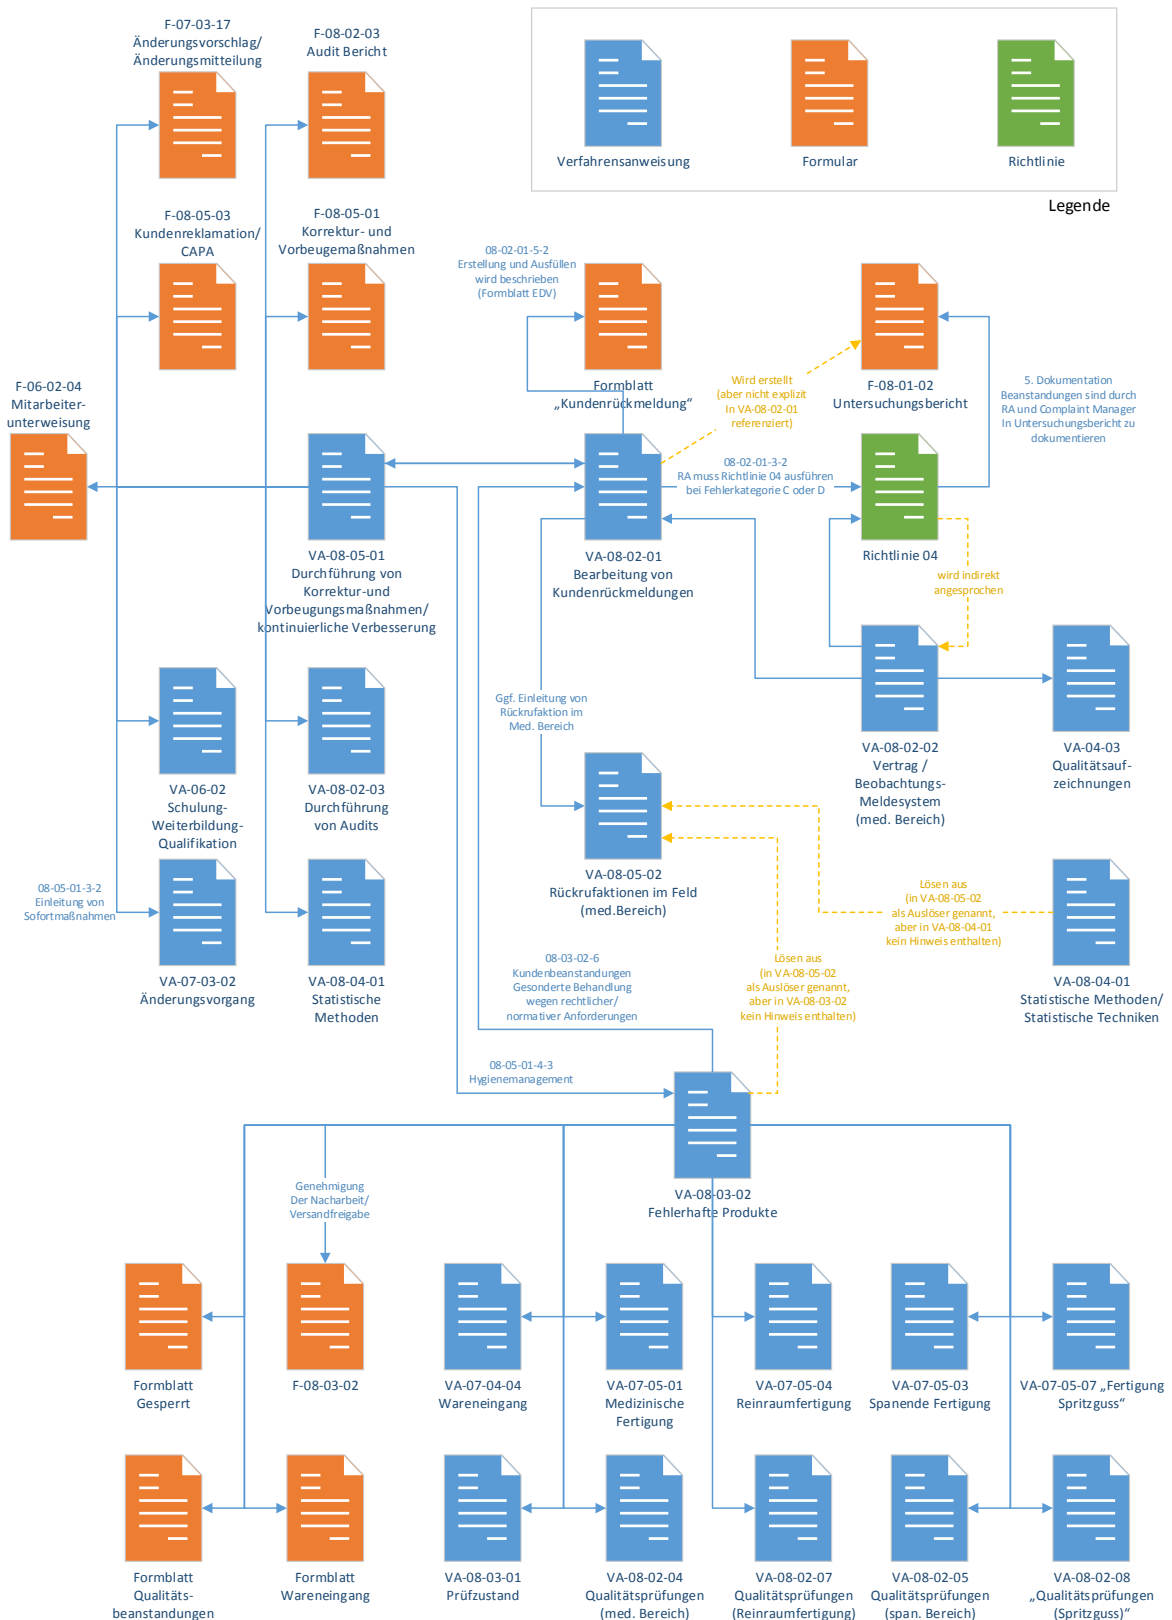 F-07-03-17
Änderungsvorschlag/
Änderungsmitteilung
F-08-02-03
Audit Bericht
Verfahrensanweisung
Formular
Richtlinie
Legende
F-08-05-03
Kundenreklamation/
CAPA
F-08-05-01
Korrektur- und
Vorbeugemaßnahmen
08-02-01-5-2
Erstellung und Ausfüllen
wird beschrieben
(Formblatt EDV)
F-06-02-04
Mitarbeiter-
unterweisung
Formblatt
„Kundenrückmeldung“
Wird erstellt
(aber nicht explizit
In VA-08-02-01
referenziert)
F-08-01-02
Untersuchungsbericht
5. Dokumentation
Beanstandungen sind durch
RA und Complaint Manager
In Untersuchungsbericht zu
dokumentieren
08-02-01-3-2
RA muss Richtlinie 04 ausführen
bei Fehlerkategorie C oder D
VA-08-05-01
Durchführung von
Korrektur-und
Vorbeugungsmaßnahmen/
kontinuierliche Verbesserung
VA-08-02-01
Bearbeitung von
Kundenrückmeldungen
Richtlinie 04
wird indirekt
angesprochen
Ggf. Einleitung von
Rückrufaktion im
Med. Bereich
VA-08-02-02
Vertrag /
Beobachtungs-
Meldesystem
(med. Bereich)
VA-04-03
Qualitätsauf-
zeichnungen
VA-06-02
Schulung-
Weiterbildung-
Qualifikation
VA-08-02-03
Durchführung
von Audits
VA-08-05-02
Rückrufaktionen im Feld
(med.Bereich)
08-05-01-3-2
Einleitung von
Sofortmaßnahmen
Lösen aus
(in VA-08-05-02
als Auslöser genannt,
aber in VA-08-04-01
kein Hinweis enthalten)
VA-07-03-02
Änderungsvorgang
VA-08-04-01
Statistische
Methoden
08-03-02-6
Kundenbeanstandungen
Gesonderte Behandlung
wegen rechtlicher/
normativer Anforderungen
Lösen aus
(in VA-08-05-02
als Auslöser genannt,
aber in VA-08-03-02
kein Hinweis enthalten)
VA-08-04-01
Statistische Methoden/
Statistische Techniken
08-05-01-4-3
Hygienemanagement
VA-08-03-02
Fehlerhafte Produkte
Genehmigung
Der Nacharbeit/
Versandfreigabe
Formblatt
Gesperrt
F-08-03-02
VA-07-04-04
Wareneingang
VA-07-05-01
Medizinische
Fertigung
VA-07-05-04
Reinraumfertigung
VA-07-05-03
Spanende Fertigung
VA-07-05-07 „Fertigung
Spritzguss“
Formblatt
Qualitäts-
beanstandungen
Formblatt
Wareneingang
VA-08-03-01
Prüfzustand
VA-08-02-04
Qualitätsprüfungen
(med. Bereich)
VA-08-02-07
Qualitätsprüfungen
(Reinraumfertigung)
VA-08-02-05
Qualitätsprüfungen
(span. Bereich)
VA-08-02-08
„Qualitätsprüfungen
(Spritzguss)“